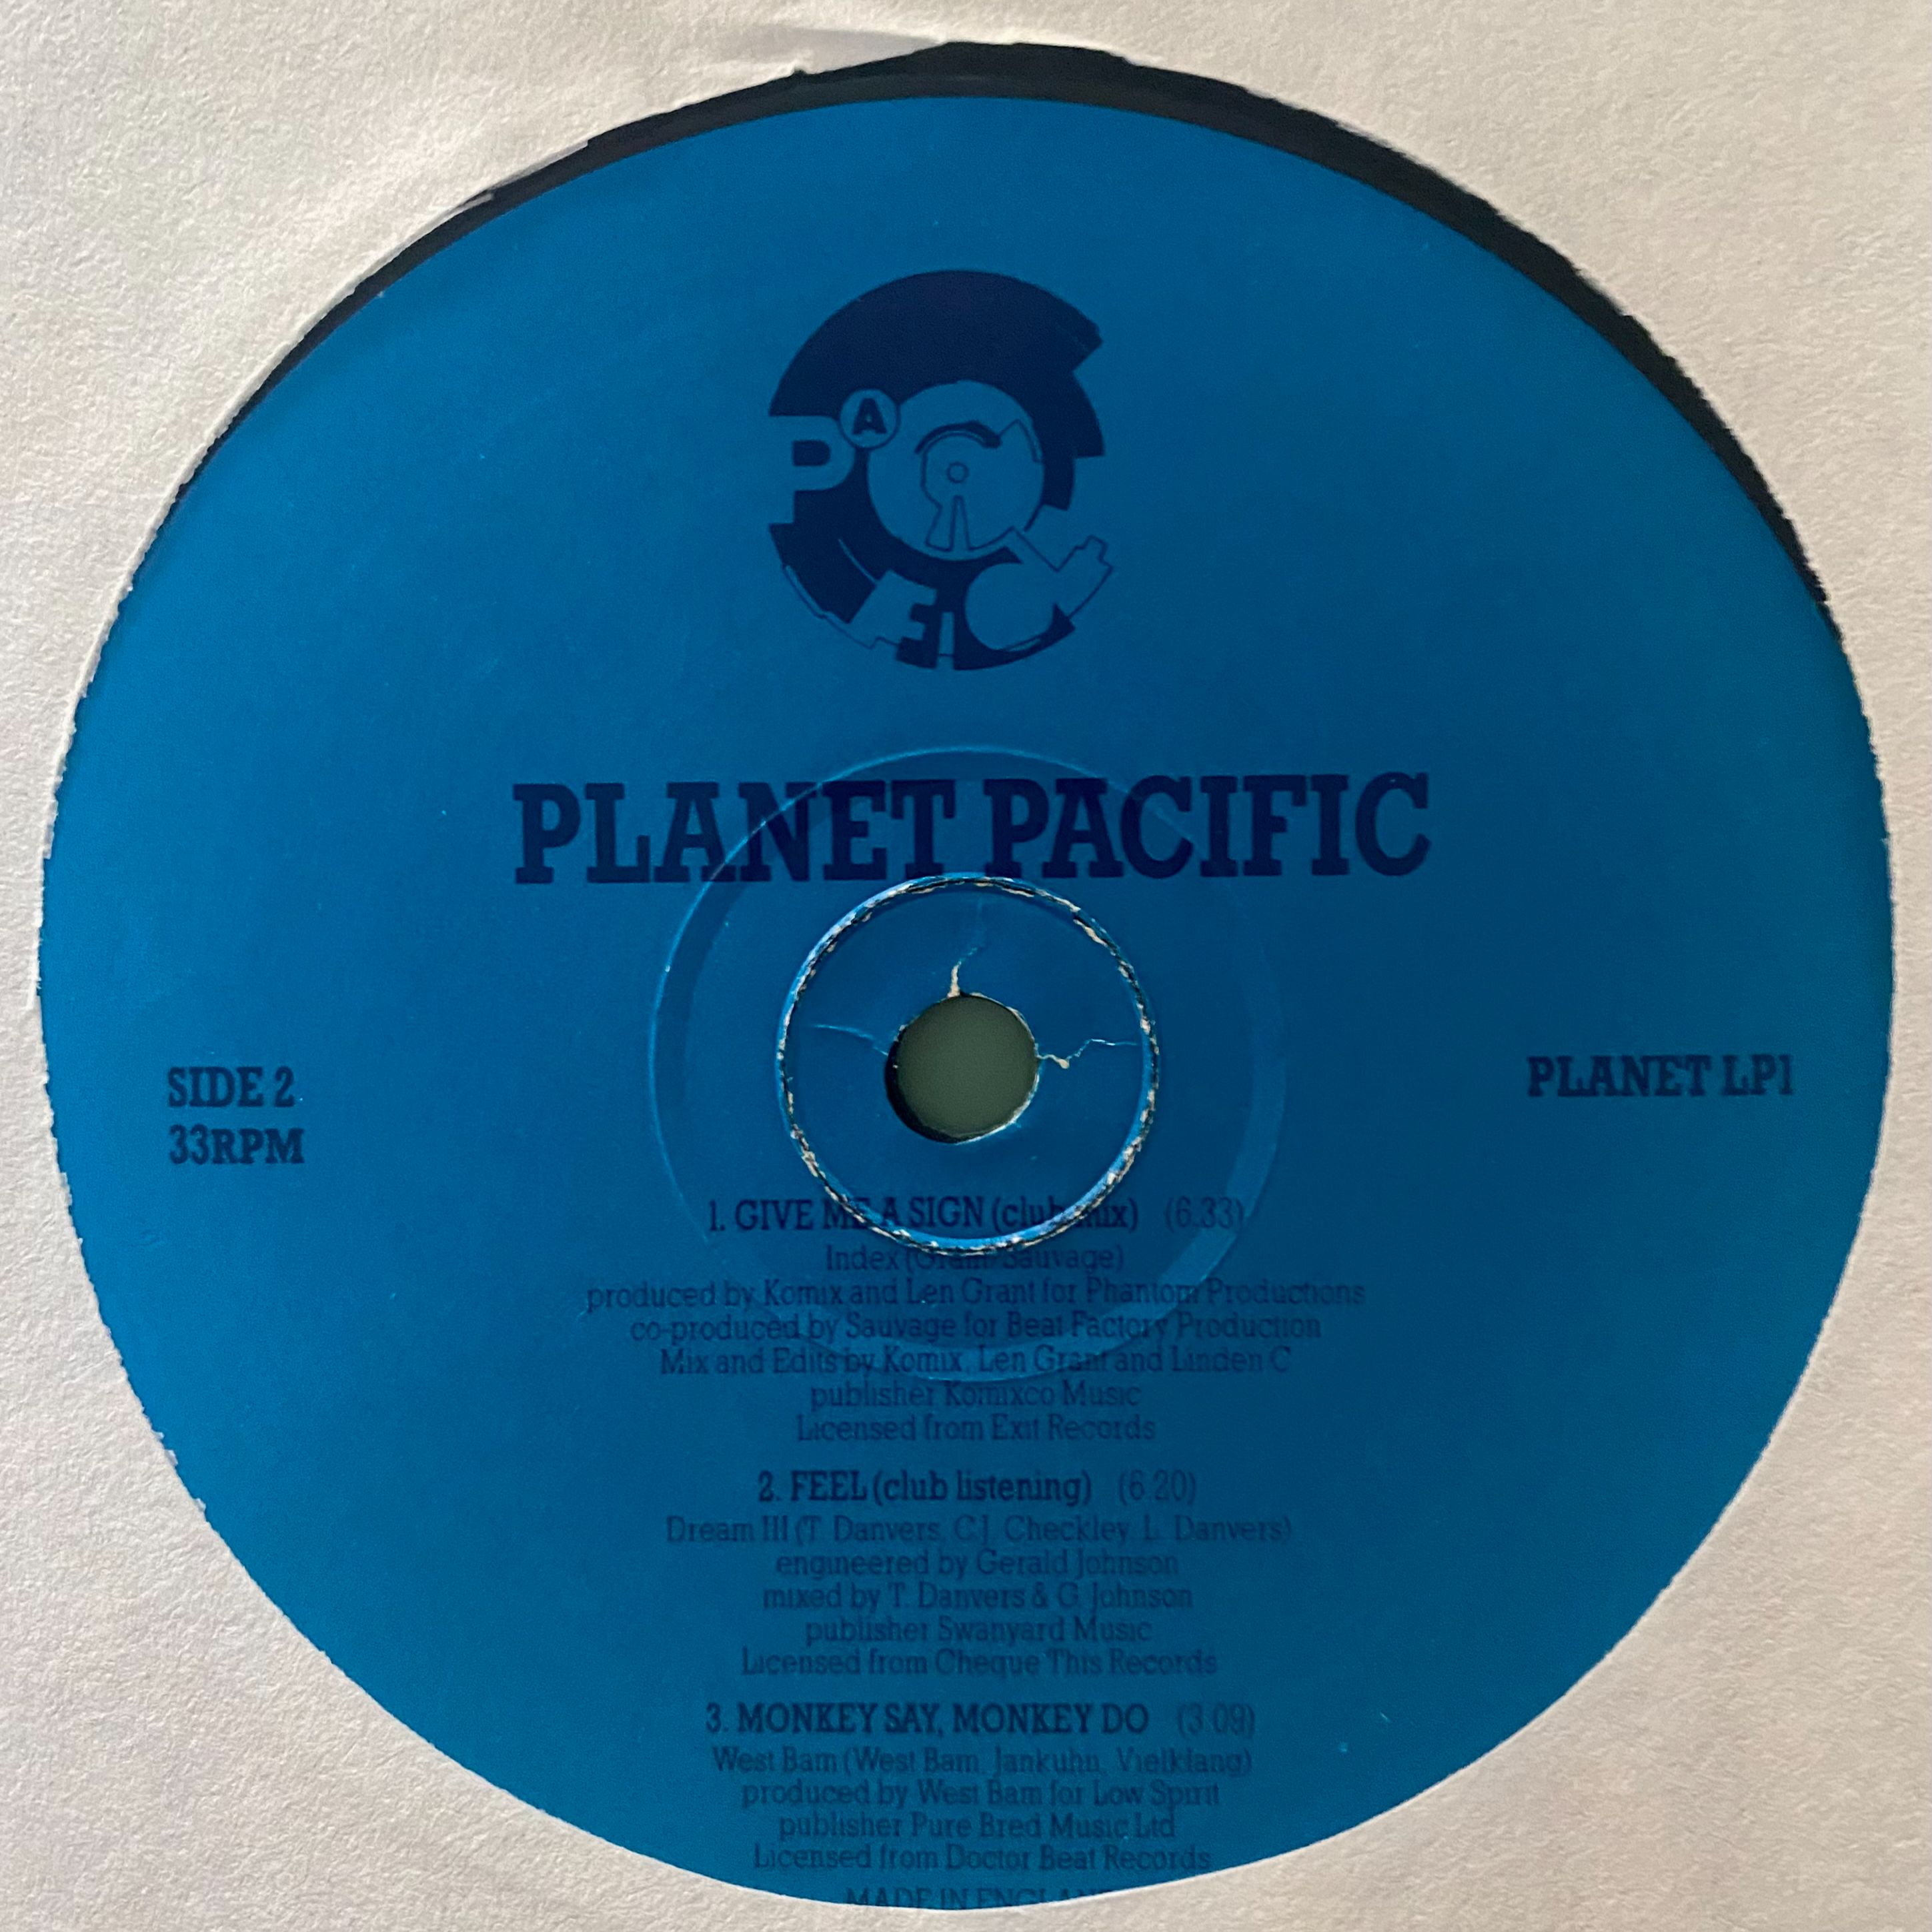 PACIFIC
PLANET PACIFIC
SIDE 2
33RPM
PLANET LP1
1. GIVE ME A SIGN (club mix) (6.33)
Index (Grant/Sauvage)
produced by Komix and Len Grant for Phantom Productions
co-produced by Sauvage for Beat Factory Production
Mix and Edits by Komix, Len Grant and Linden C
publisher Komixco Music
Licensed from Exit Records
2. FEEL (club listening) (6.20)
Dream III (T. Danvers, C.J. Checkley, L. Danvers)
engineered by Gerald Johnson
mixed by T. Danvers & G. Johnson
publisher Swanyard Music
Licensed from Cheque This Records
3. MONKEY SAY, MONKEY DO (3.09)
West Bam (West Bam, Jankuhn, Vielklang)
produced by West Bam for Low Spirit
publisher Pure Bred Music Ltd
Licensed from Doctor Beat Records
MADE IN ENGLAND